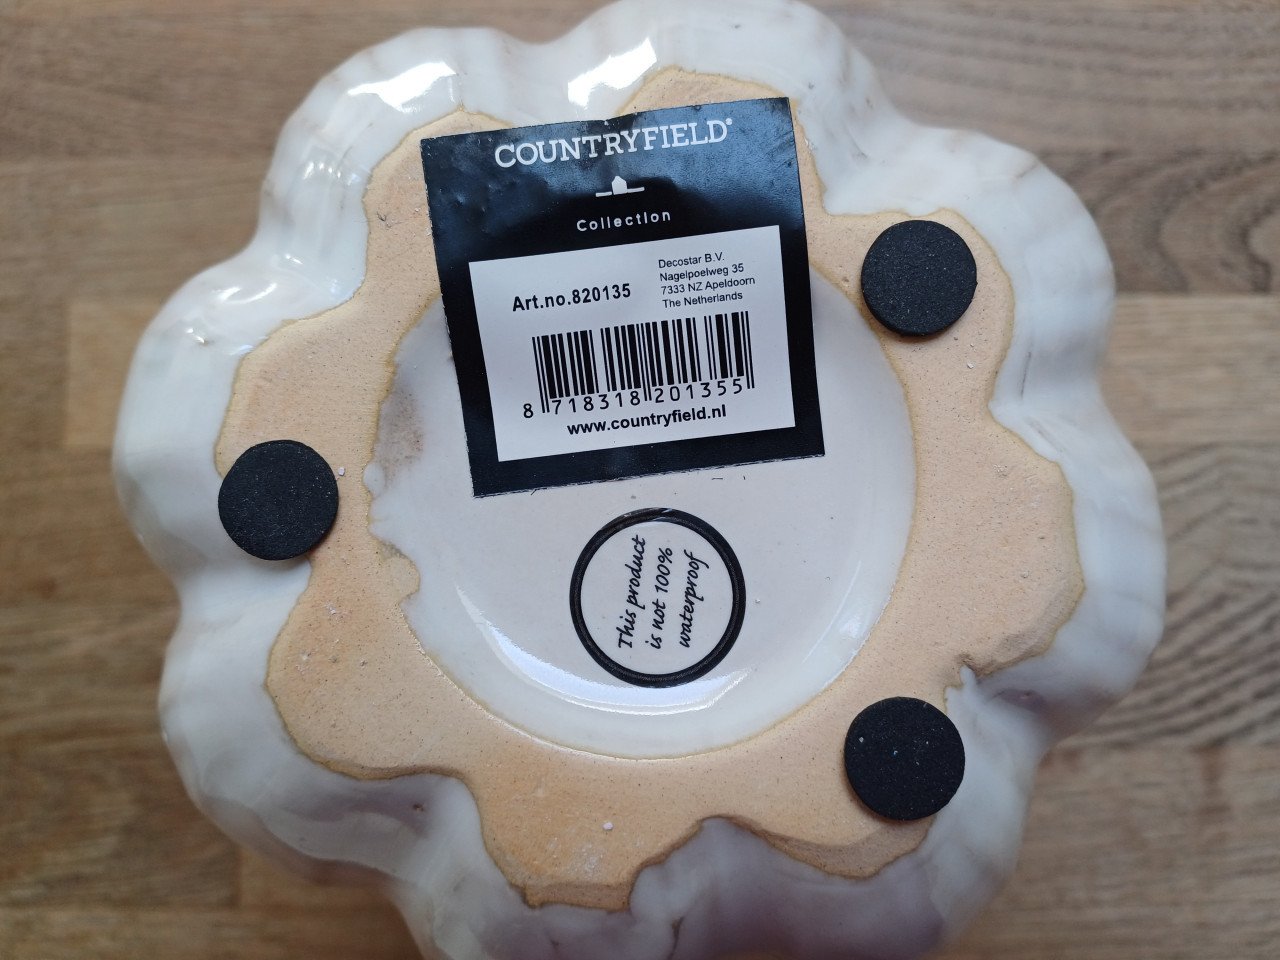 COUNTRYFIELD®
Collection
Art.no.820135
Decostar B.V.
Nagelpoelweg 35
7333 NZ Apeldoorn
The Netherlands
8 718318 201355
www.countryfield.nl
This product
is not 100%
waterproof